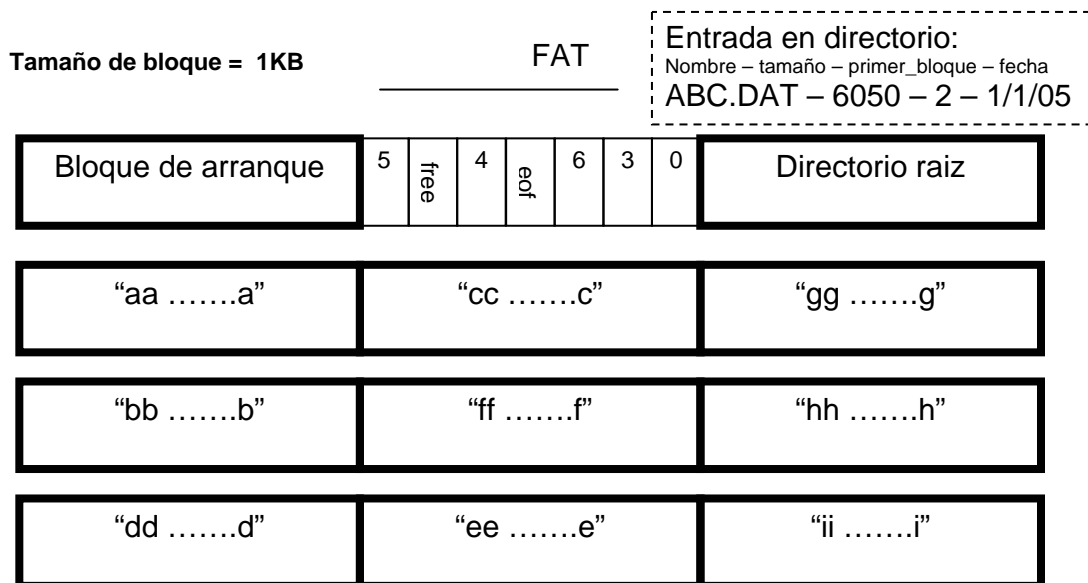 Tamaño de bloque = 1KB
FAT
Entrada en directorio:
Nombre – tamaño – primer_bloque – fecha
ABC.DAT – 6050 – 2 – 1/1/05
Bloque de arranque
5 free 4 eof 6 3 0
Directorio raiz
“aa …….a” “cc …….c” “gg …….g”
“bb …….b” “ff …….f” “hh …….h”
“dd …….d” “ee …….e” “ii …….i”